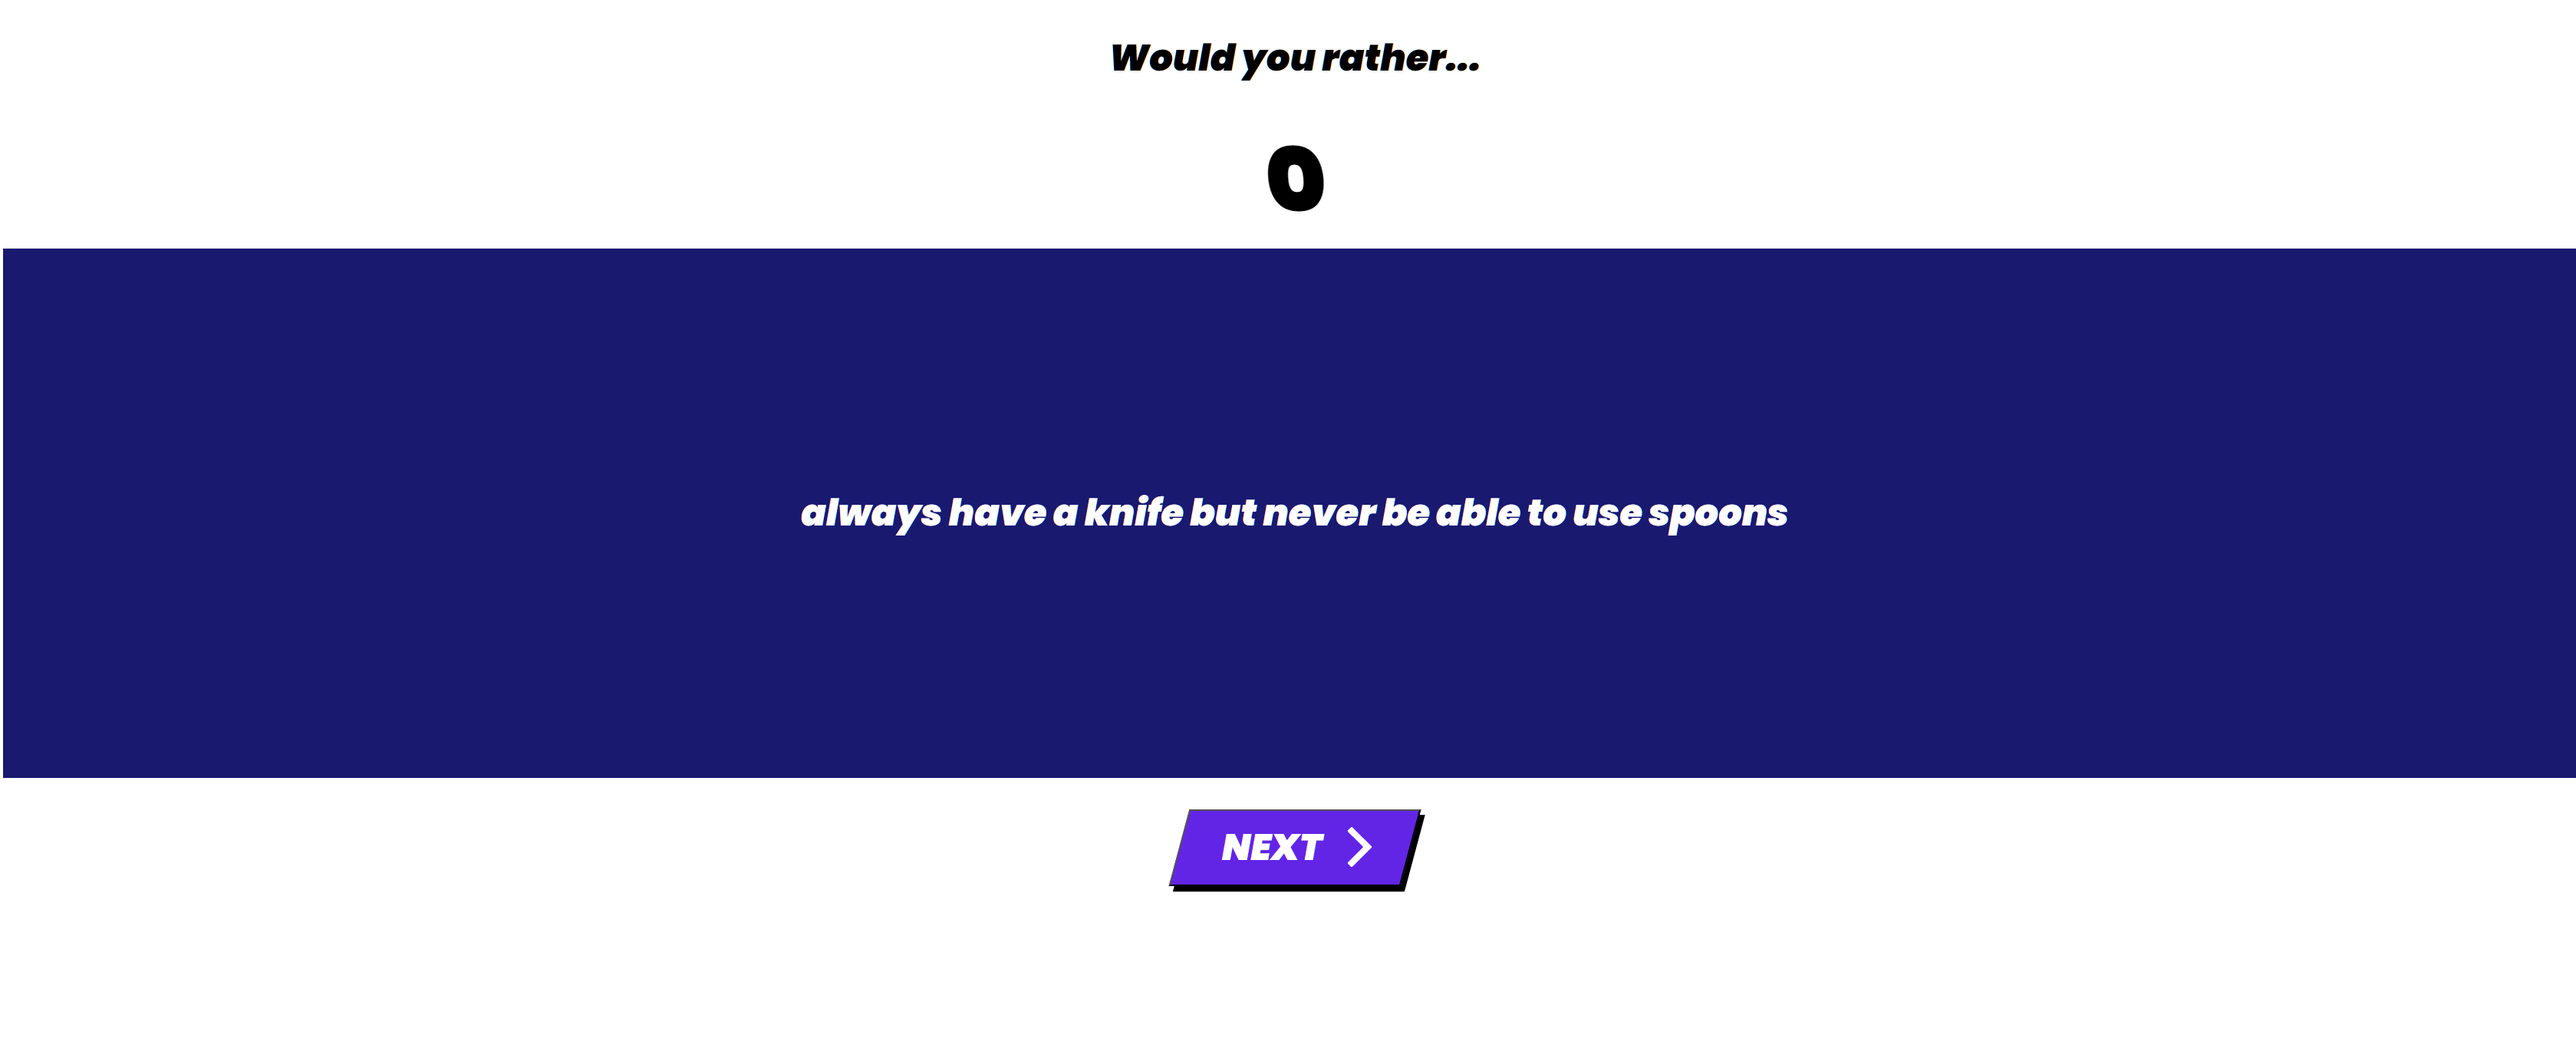 Would you rather...
0
always have a knife but never be able to use spoons
NEXT